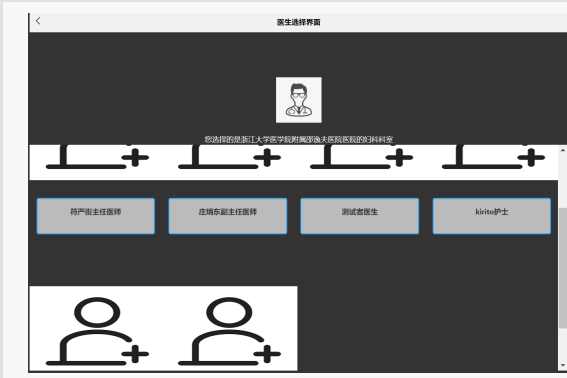 医生选择界面
您选择的是浙江大学医学院附属邵逸夫医院医院的妇科科室
符严街主任医师
庄炳东副主任医师
测试者医生
kirito护士